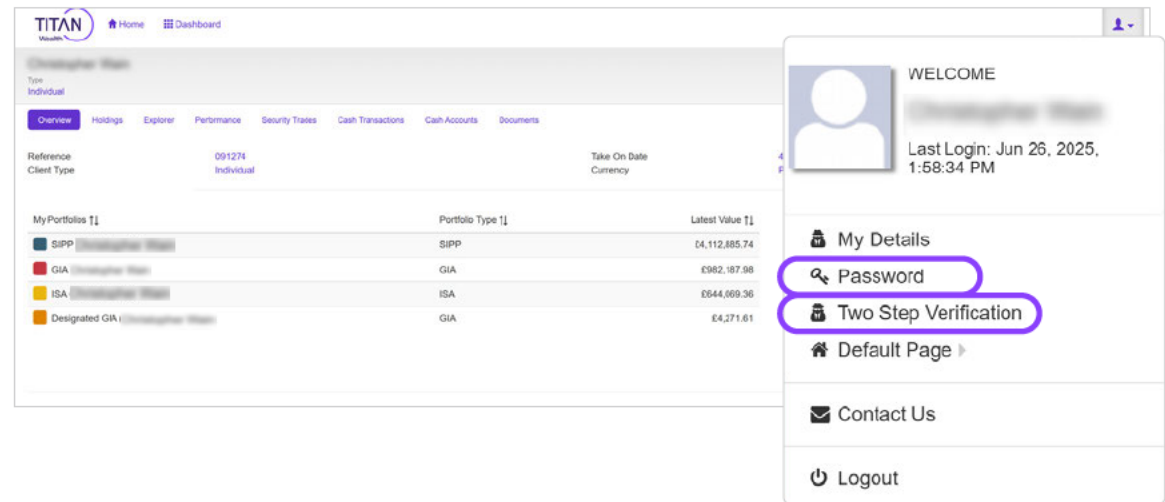 TITAN
Wealth
Home
Dashboard
Type
Individual
Overview
Holdings
Explorer
Performance
Security Trades
Cash Transactions
Cash Accounts
Documents
Reference 091274 Take On Date
Client Type Individual Currency
My Portfolios Portfolio Type Latest Value
SIPP SIPP £4,112,885.74
GIA GIA £982,187.98
ISA ISA £644,069.36
Designated GIA GIA £4,271.61
WELCOME
Last Login: Jun 26, 2025,
1:58:34 PM
My Details
Password
Two Step Verification
Default Page
Contact Us
Logout